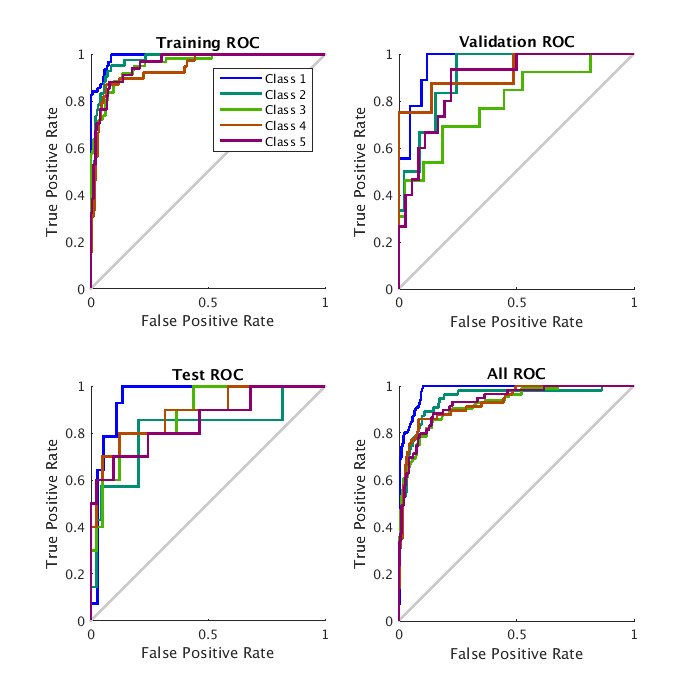 Training ROC
1
0.8
0.6
0.4
0.2
0
True Positive Rate
Class 1
Class 2
Class 3
Class 4
Class 5
0
0.5
1
False Positive Rate
Validation ROC
1
0.8
0.6
0.4
0.2
0
True Positive Rate
0
0.5
1
False Positive Rate
Test ROC
1
0.8
0.6
0.4
0.2
0
True Positive Rate
0
0.5
1
False Positive Rate
All ROC
1
0.8
0.6
0.4
0.2
0
True Positive Rate
0
0.5
1
False Positive Rate